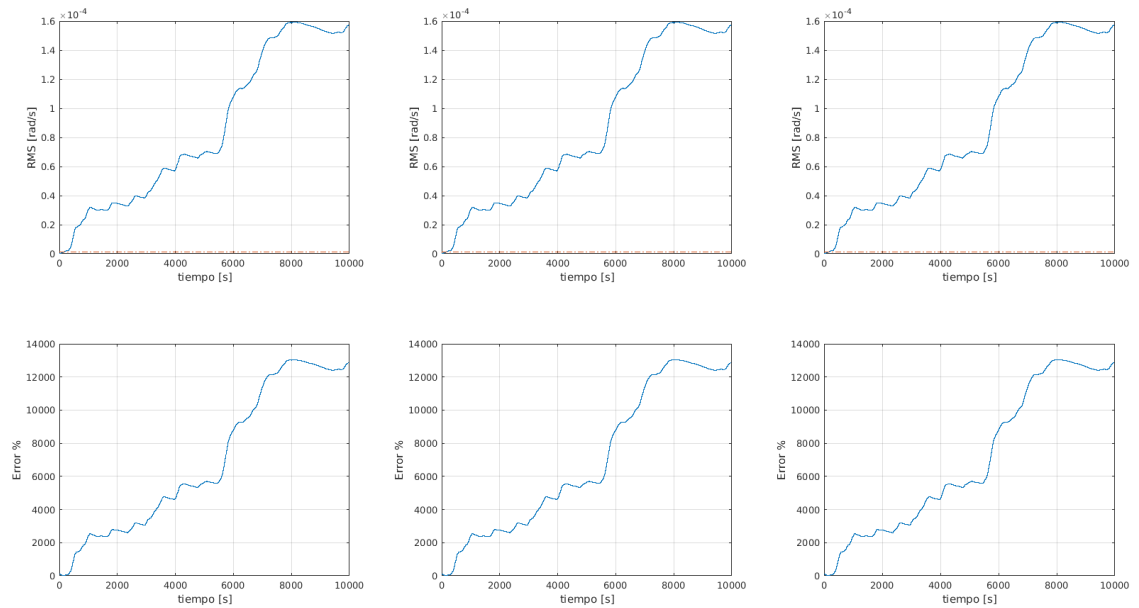 ×10⁻⁴ ×10⁻⁴ ×10⁻⁴
1.6 1.6 1.6
1.4 1.4 1.4
1.2 1.2 1.2
1 1 1
RMS [rad/s] RMS [rad/s] RMS [rad/s]
0.8 0.8 0.8
0.6 0.6 0.6
0.4 0.4 0.4
0.2 0.2 0.2
0 0 0
0 2000 4000 6000 8000 10000 0 2000 4000 6000 8000 10000 0 2000 4000 6000 8000 10000
tiempo [s] tiempo [s] tiempo [s]
14000 14000 14000
12000 12000 12000
10000 10000 10000
8000 8000 8000
Error % Error % Error %
6000 6000 6000
4000 4000 4000
2000 2000 2000
0 0 0
0 2000 4000 6000 8000 10000 0 2000 4000 6000 8000 10000 0 2000 4000 6000 8000 10000
tiempo [s] tiempo [s] tiempo [s]